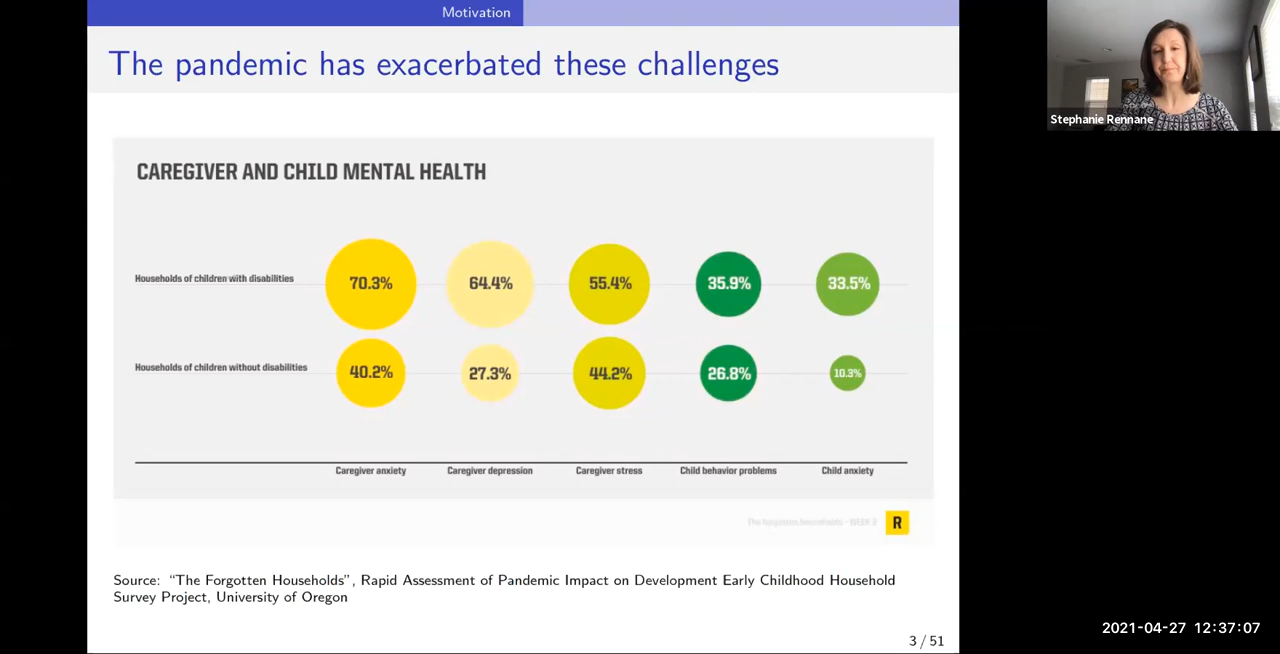 Motivation
The pandemic has exacerbated these challenges
Stephanie Rennane
CAREGIVER AND CHILD MENTAL HEALTH
Households of children with disabilities
70.3%
64.4%
55.4%
35.9%
33.5%
Households of children without disabilities
40.2%
27.3%
44.2%
26.8%
10.3%
Caregiver anxiety
Caregiver depression
Caregiver stress
Child behavior problems
Child anxiety
The forgotten households - WEEK
R
Source: “The Forgotten Households”, Rapid Assessment of Pandemic Impact on Development Early Childhood Household
Survey Project, University of Oregon
2021-04-27 12:37:07
3 / 51